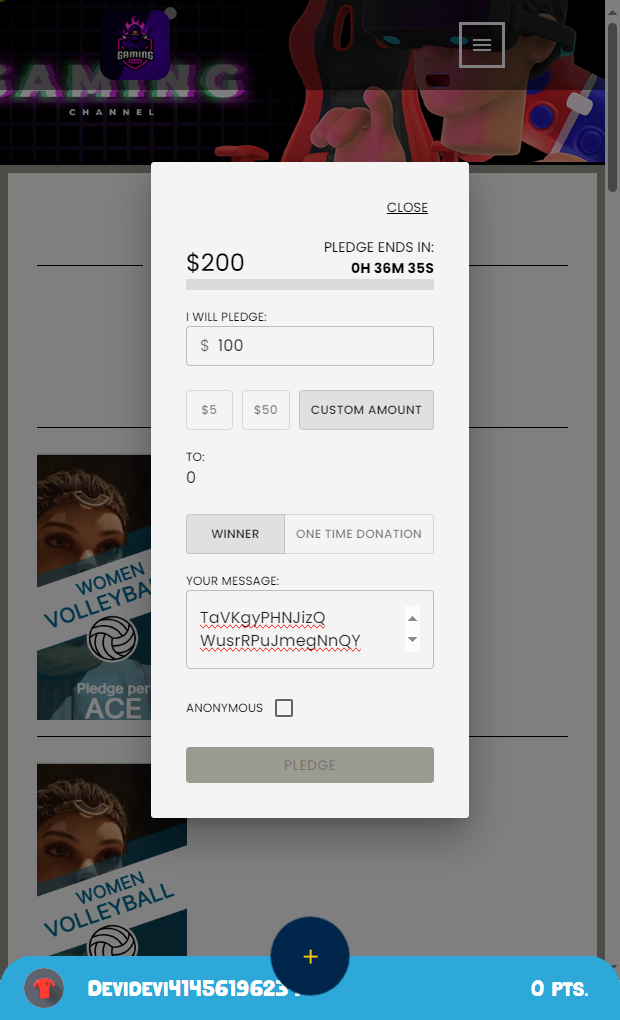 GAMING
GAMING
CHANNEL
CLOSE
$200
PLEDGE ENDS IN:
0H 36M 35S
I WILL PLEDGE:
$ 100
$5 $50 CUSTOM AMOUNT
TO:
0
WINNER ONE TIME DONATION
YOUR MESSAGE:
TaVKgyPHNJizQ
WusrRPuJmegNnQY
ANONYMOUS
PLEDGE
WOMEN
Pledge per
ACE
WOMEN
VOLLEYBALL
+
Devidevi4145619623
0 PTS.